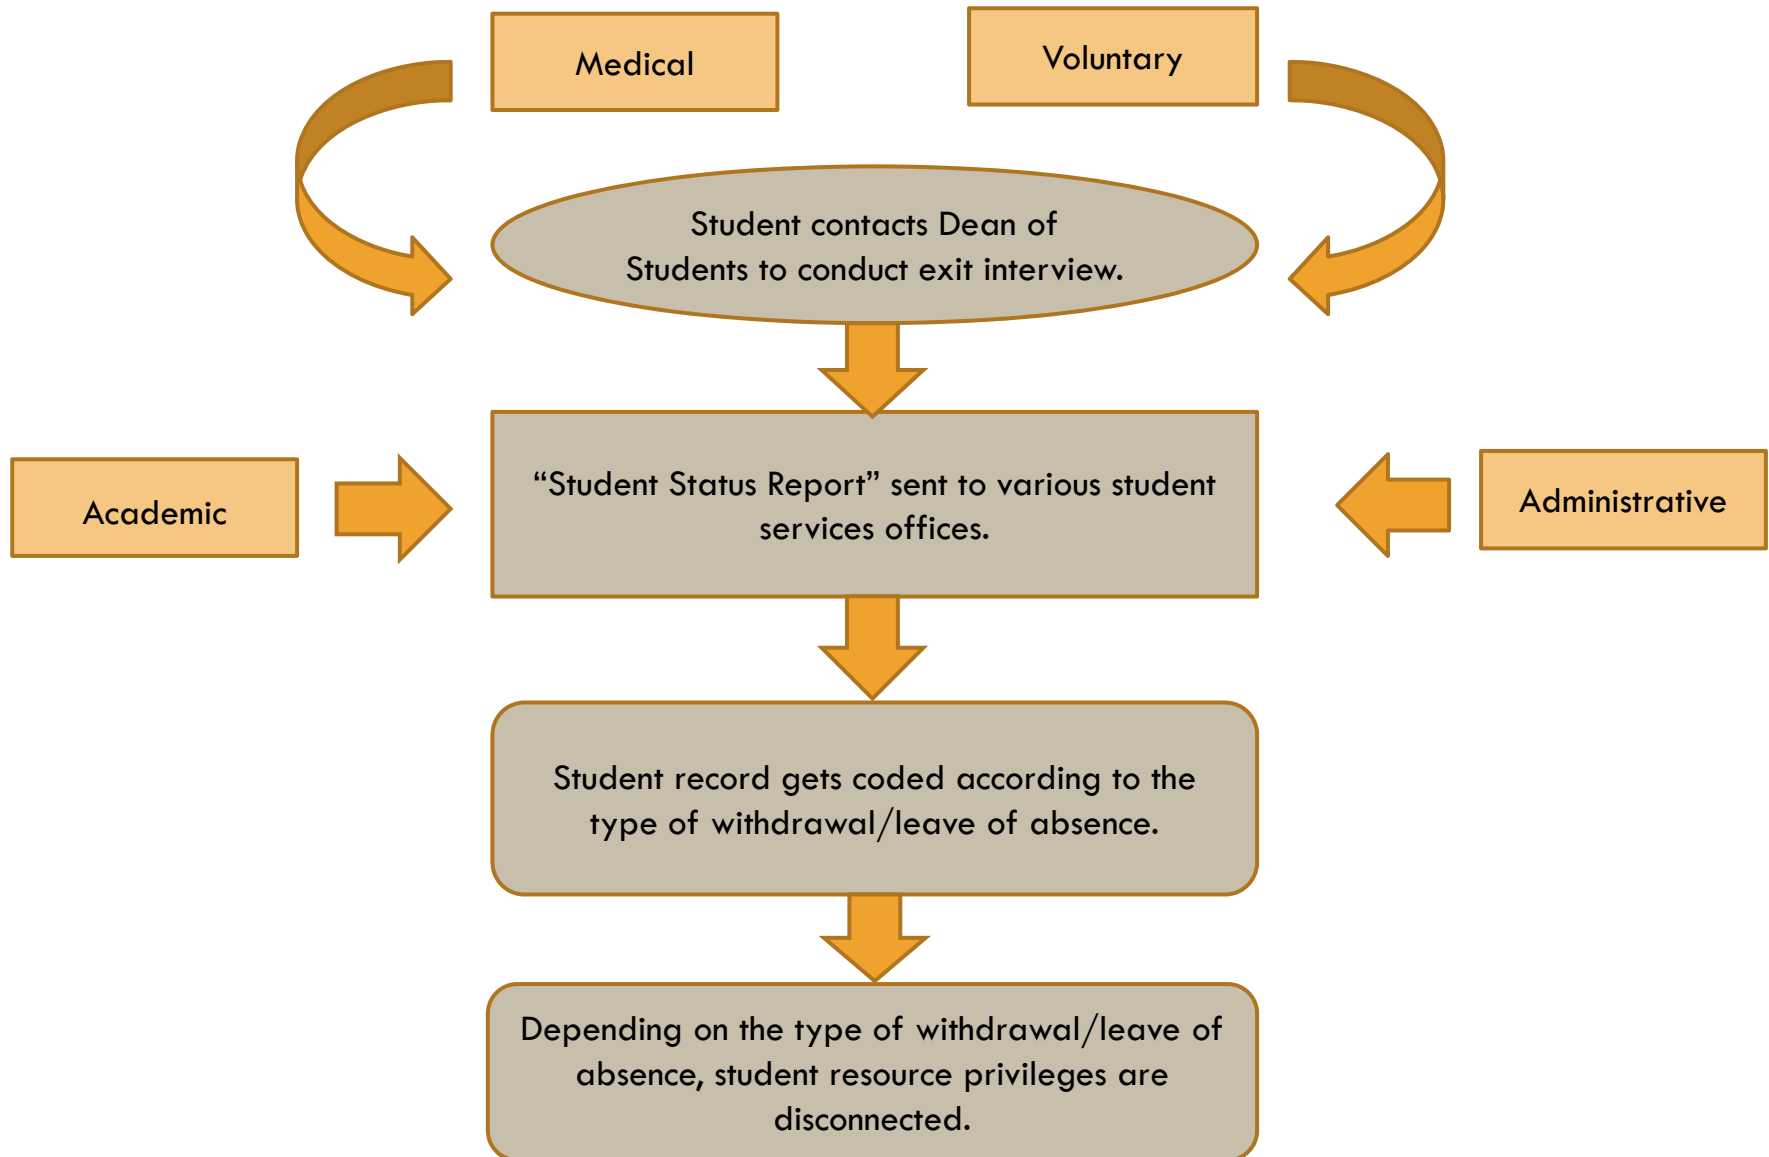 Medical
Voluntary
Student contacts Dean of
Students to conduct exit interview.
Academic
“Student Status Report” sent to various student
services offices.
Administrative
Student record gets coded according to the
type of withdrawal/leave of absence.
Depending on the type of withdrawal/leave of
absence, student resource privileges are
disconnected.